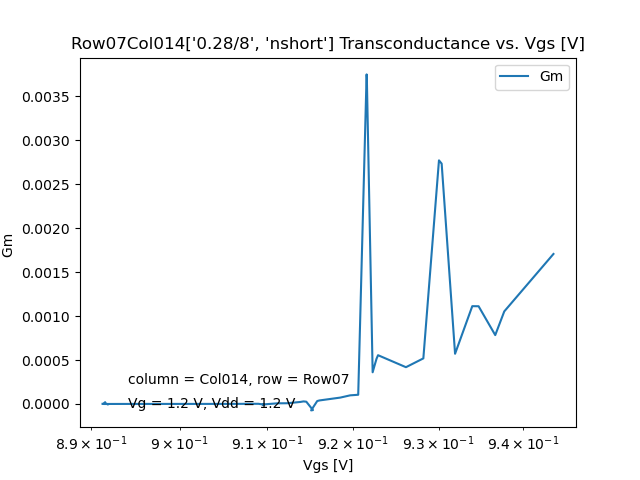 Row07Col014['0.28/8', 'nshort'] Transconductance vs. Vgs [V]
Gm
0.0035
0.0030
0.0025
0.0020
0.0015
0.0010
0.0005
0.0000
Gm
column = Col014, row = Row07
Vg = 1.2 V, Vdd = 1.2 V
8.9 × 10⁻¹ 9 × 10⁻¹ 9.1 × 10⁻¹ 9.2 × 10⁻¹ 9.3 × 10⁻¹ 9.4 × 10⁻¹
Vgs [V]